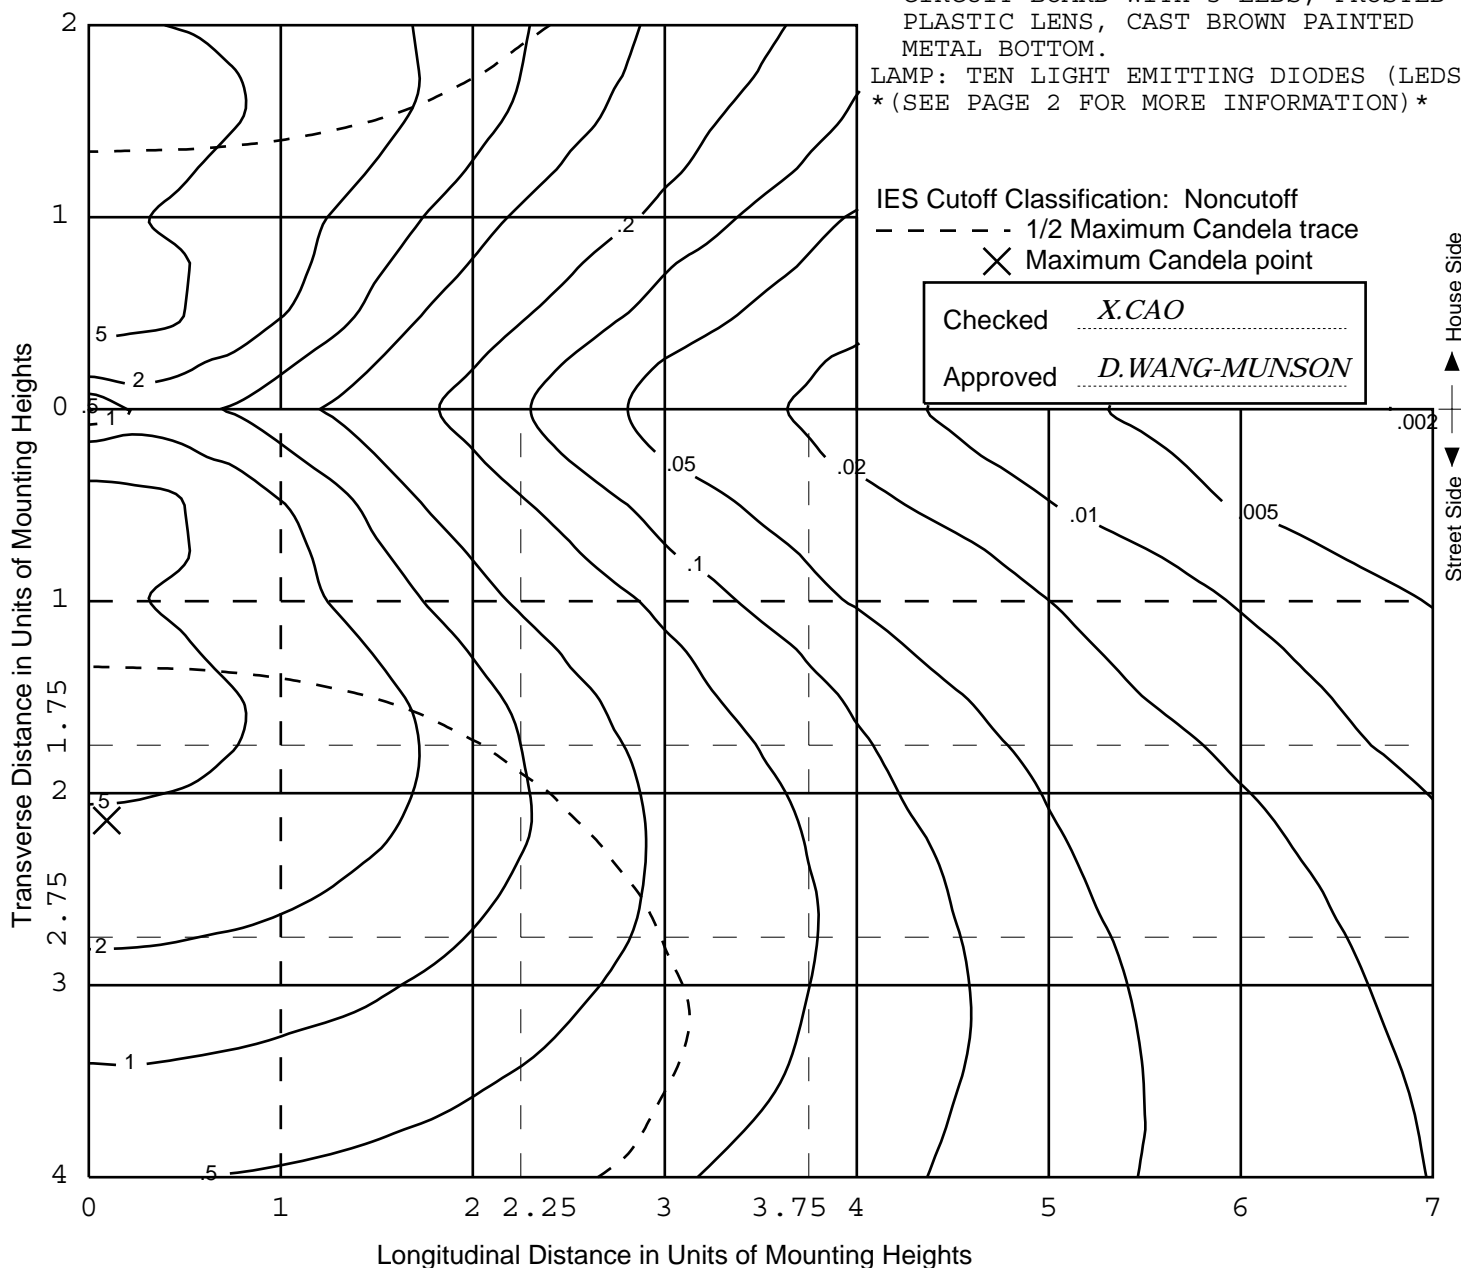 PLASTIC LENS, CAST BROWN PAINTED
METAL BOTTOM.
LAMP: TEN LIGHT EMITTING DIODES (LEDS
*(SEE PAGE 2 FOR MORE INFORMATION)*
IES Cutoff Classification: Noncutoff
1/2 Maximum Candela trace
Maximum Candela point
Checked X.CAO
Approved D.WANG-MUNSON
House Side
Street Side
Transverse Distance in Units of Mounting Heights
2
1
0
1
1.75
2
2.75
3
4
.2
5
2
.5
1
.002
.05
.02
.005
.01
.1
5
2
1
.5
0 1 2 2.25 3 3.75 4 5 6 7
Longitudinal Distance in Units of Mounting Heights